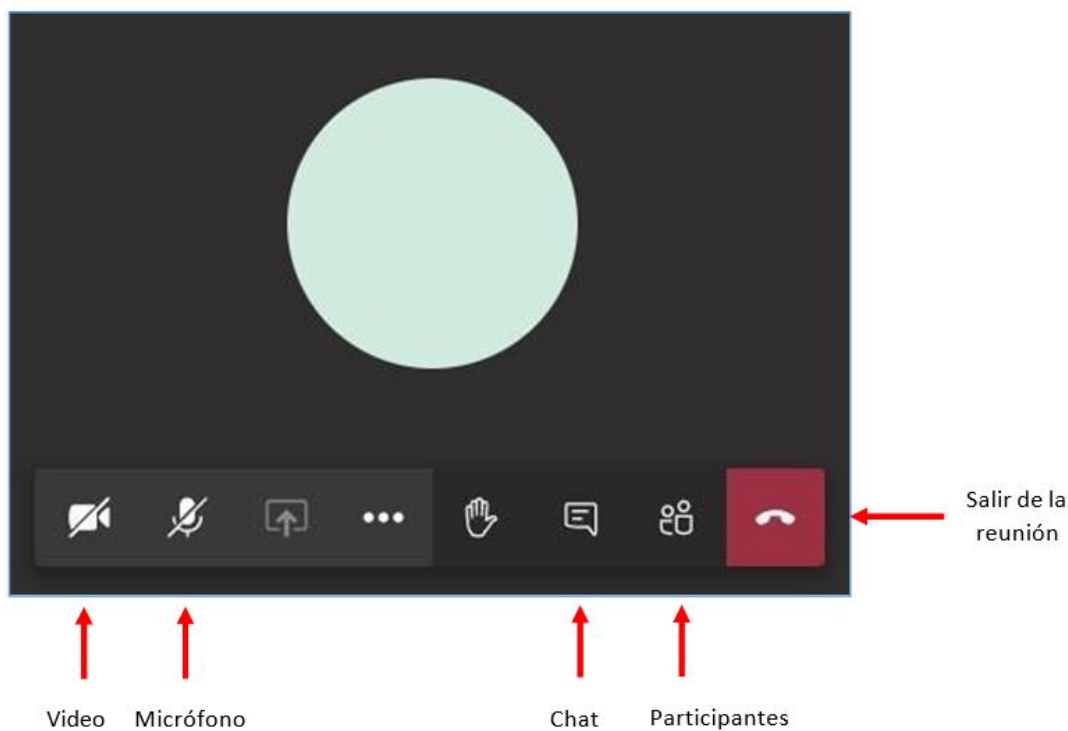 Salir de la
reunión
Video
Micrófono
Chat
Participantes